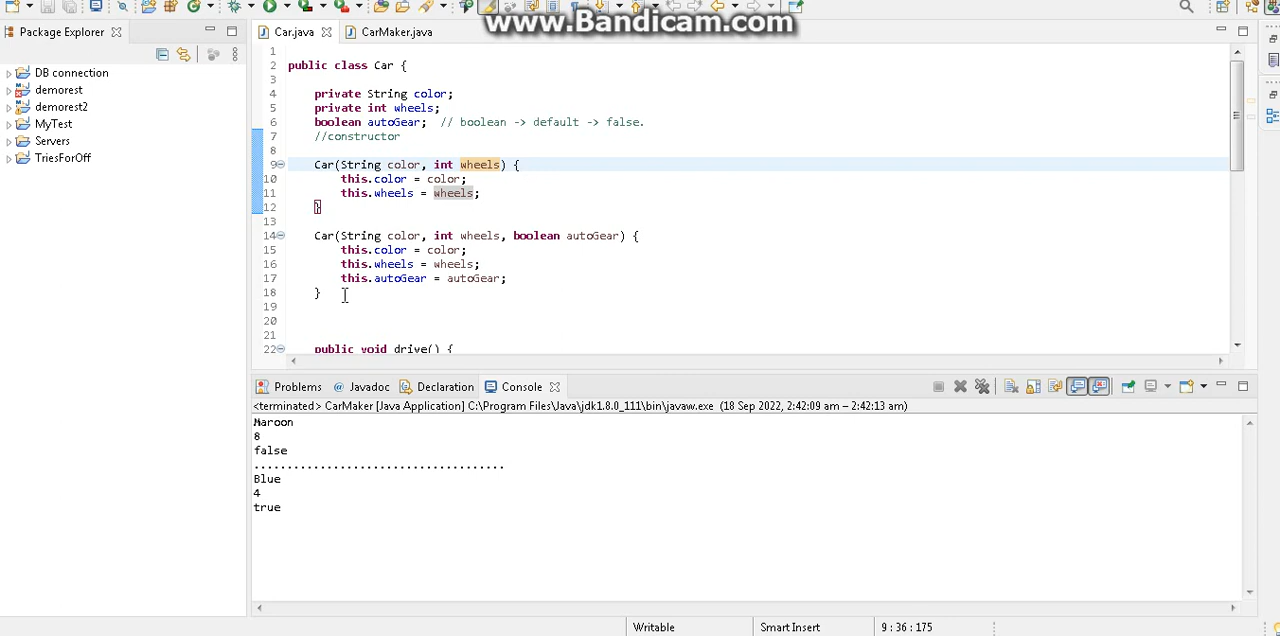 www.Bandicam.com
Package Explorer
Car.java
CarMaker.java
DB connection
demorest
demorest2
MyTest
Servers
TriesForOff
1
2 public class Car {
3
4 private String color;
5 private int wheels;
6 boolean autoGear; // boolean -> default -> false.
7 //constructor
8
9 Car(String color, int wheels) {
10 this.color = color;
11 this.wheels = wheels;
12 }
13
14 Car(String color, int wheels, boolean autoGear) {
15 this.color = color;
16 this.wheels = wheels;
17 this.autoGear = autoGear;
18 }
19
20
21
22 public void drive() {
Problems @ Javadoc Declaration Console
<terminated> CarMaker [Java Application] C:\Program Files\Java\jdk1.8.0_111\bin\javaw.exe (18 Sep 2022, 2:42:09 am – 2:42:13 am)
Maroon
8
false
......................................
Blue
4
true
Writable Smart Insert 9 : 36 : 175